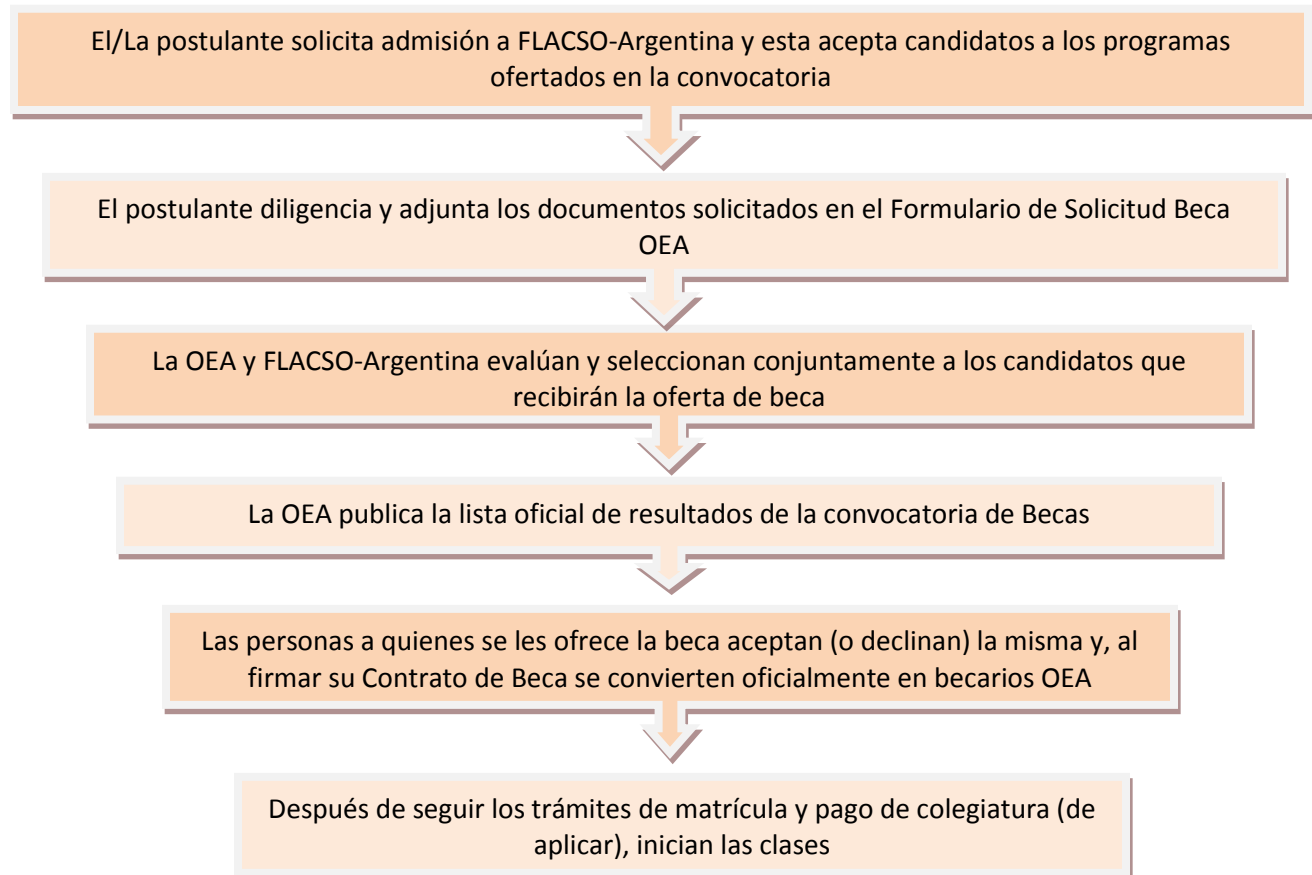 El/La postulante solicita admisión a FLACSO-Argentina y esta acepta candidatos a los programas
ofertados en la convocatoria
El postulante diligencia y adjunta los documentos solicitados en el Formulario de Solicitud Beca
OEA
La OEA y FLACSO-Argentina evalúan y seleccionan conjuntamente a los candidatos que
recibirán la oferta de beca
La OEA publica la lista oficial de resultados de la convocatoria de Becas
Las personas a quienes se les ofrece la beca aceptan (o declinan) la misma y, al
firmar su Contrato de Beca se convierten oficialmente en becarios OEA
Después de seguir los trámites de matrícula y pago de colegiatura (de
aplicar), inician las clases